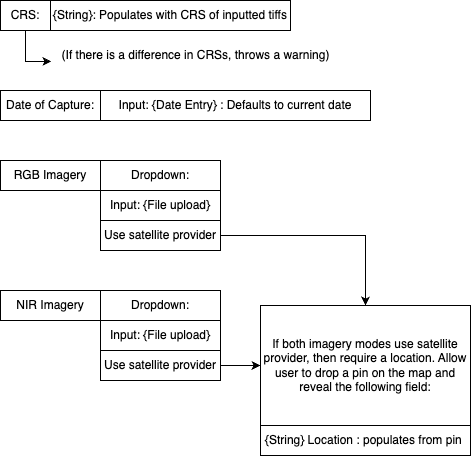 CRS: {String}: Populates with CRS of inputted tiffs
(If there is a difference in CRSs, throws a warning)
Date of Capture: Input: {Date Entry} : Defaults to current date
RGB Imagery Dropdown:
Input: {File upload}
Use satellite provider
NIR Imagery Dropdown:
Input: {File upload}
Use satellite provider
If both imagery modes use satellite
provider, then require a location. Allow
user to drop a pin on the map and
reveal the following field:
{String} Location : populates from pin